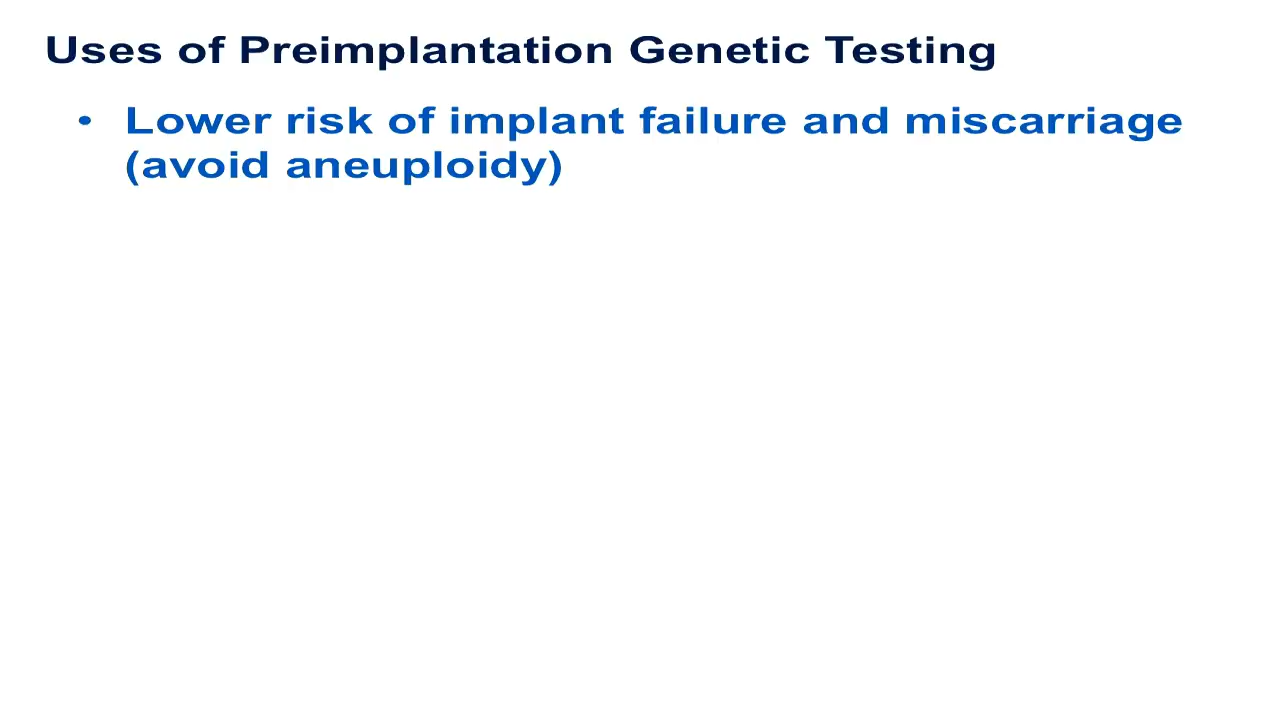 Uses of Preimplantation Genetic Testing
• Lower risk of implant failure and miscarriage
(avoid aneuploidy)